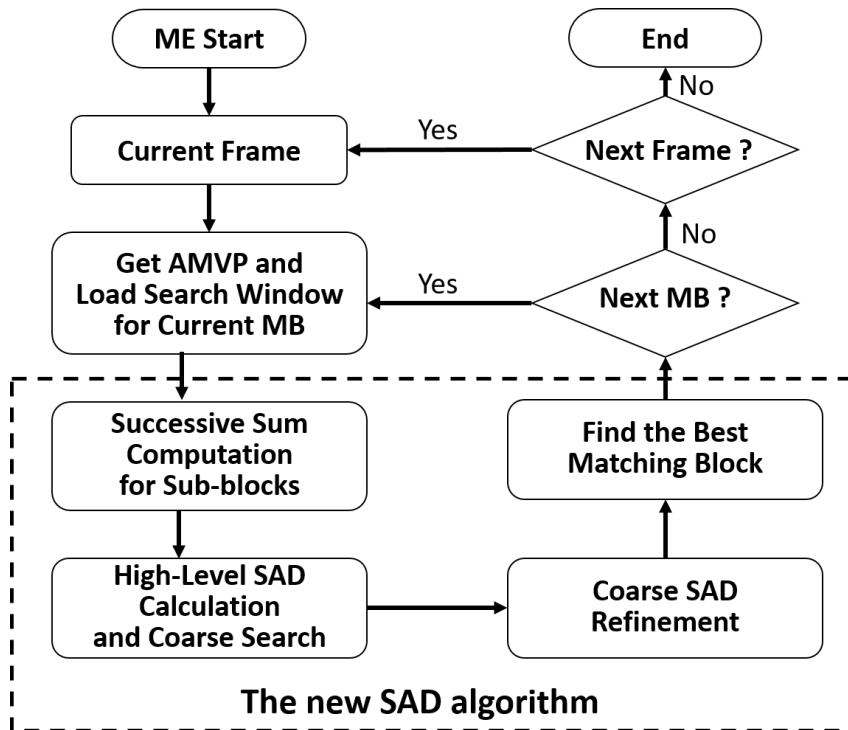 ME Start
End
No
Yes
Current Frame
Next Frame ?
No
Get AMVP and
Load Search Window
for Current MB
Yes
Next MB ?
Successive Sum
Computation
for Sub-blocks
Find the Best
Matching Block
High-Level SAD
Calculation
and Coarse Search
Coarse SAD
Refinement
The new SAD algorithm